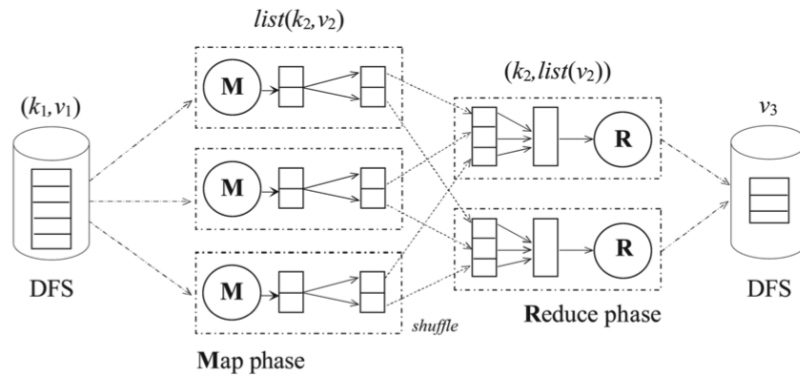 list(k₂,v₂)
(k₁,v₁)
(k₂,list(v₂))
v₃
M
M
M
R
R
DFS
DFS
shuffle
Map phase
Reduce phase